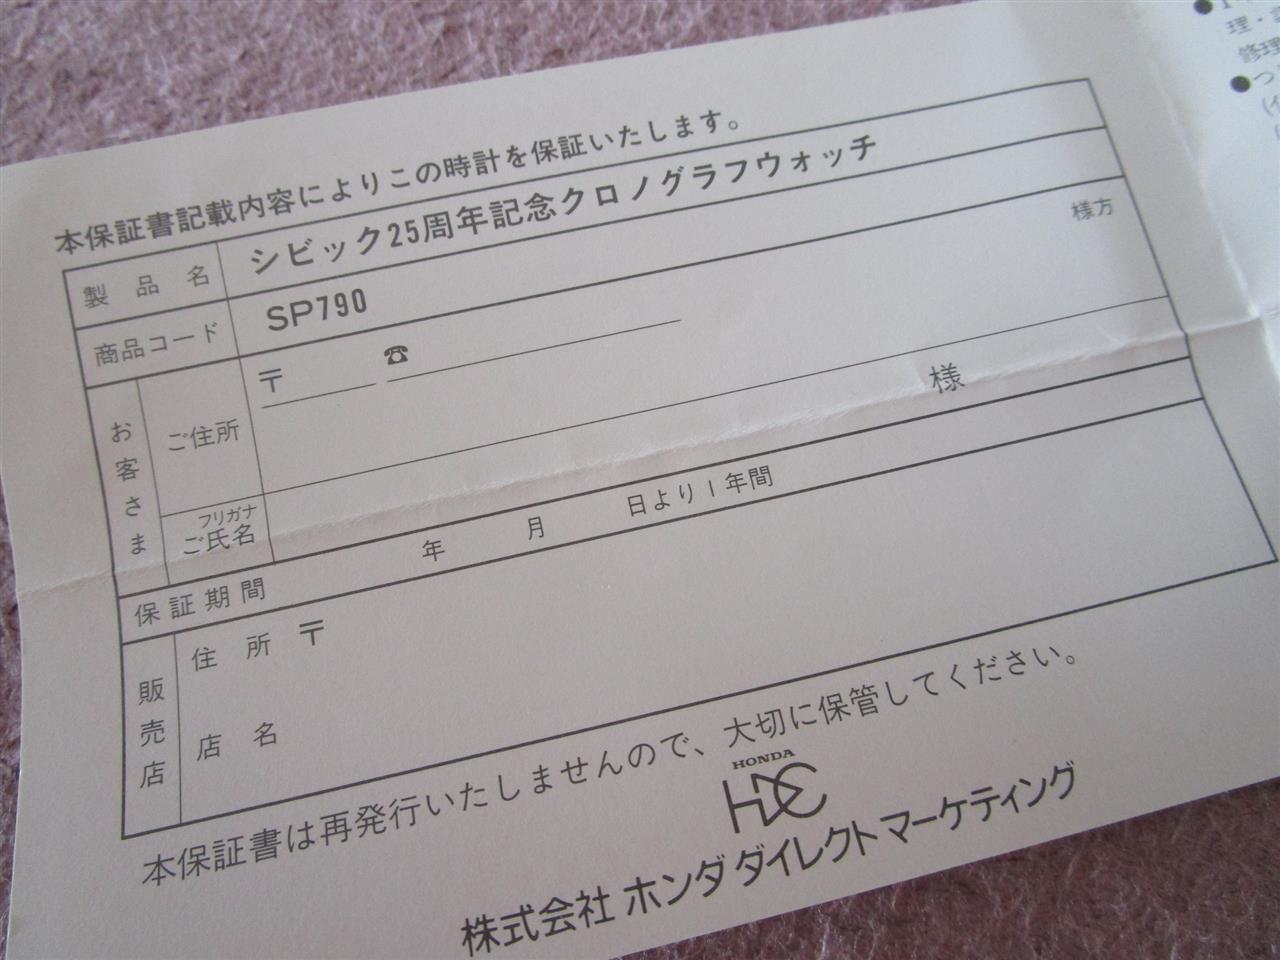 本保証書記載内容によりこの時計を保証いたします。
製品名 シビック25周年記念クロノグラフウォッチ
商品コード SP790
お客さま
ご住所 〒 ☎ 様方
フリガナ
ご氏名 様
保証期間 年 月 日より1年間
販売店
住所 〒
店名
本保証書は再発行いたしませんので、大切に保管してください。
HONDA
HDC
株式会社 ホンダダイレクトマーケティング
理・
修理
●つ